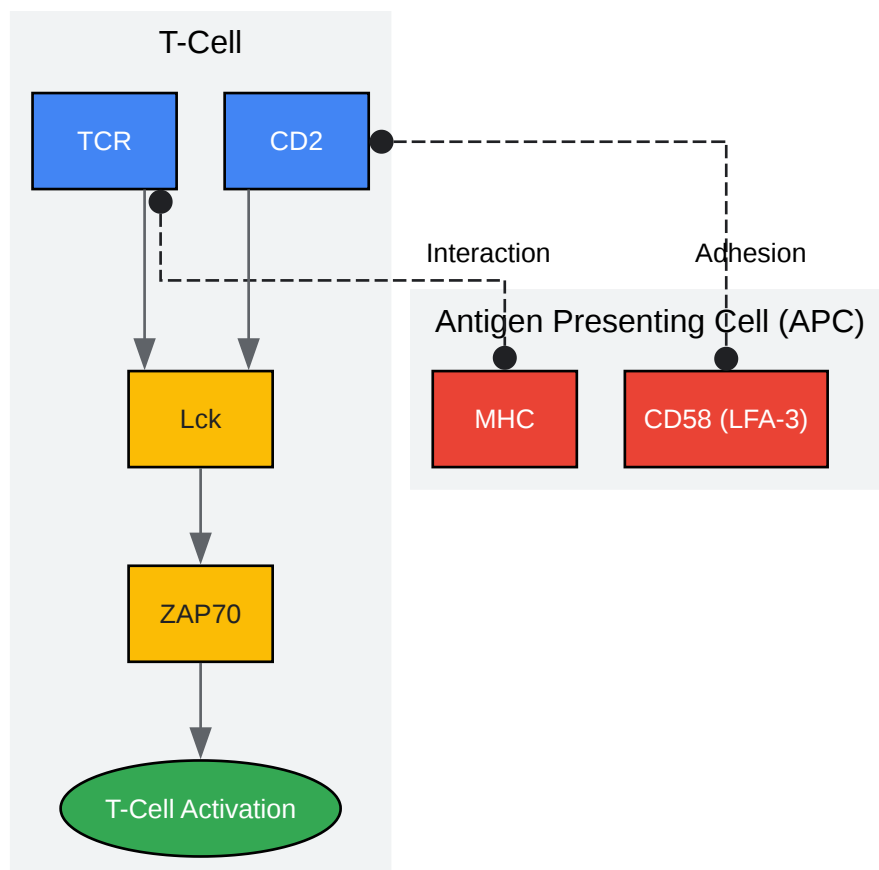 T-Cell
TCR
CD2
Interaction
Adhesion
Antigen Presenting Cell (APC)
Lck
MHC
CD58 (LFA-3)
ZAP70
T-Cell Activation